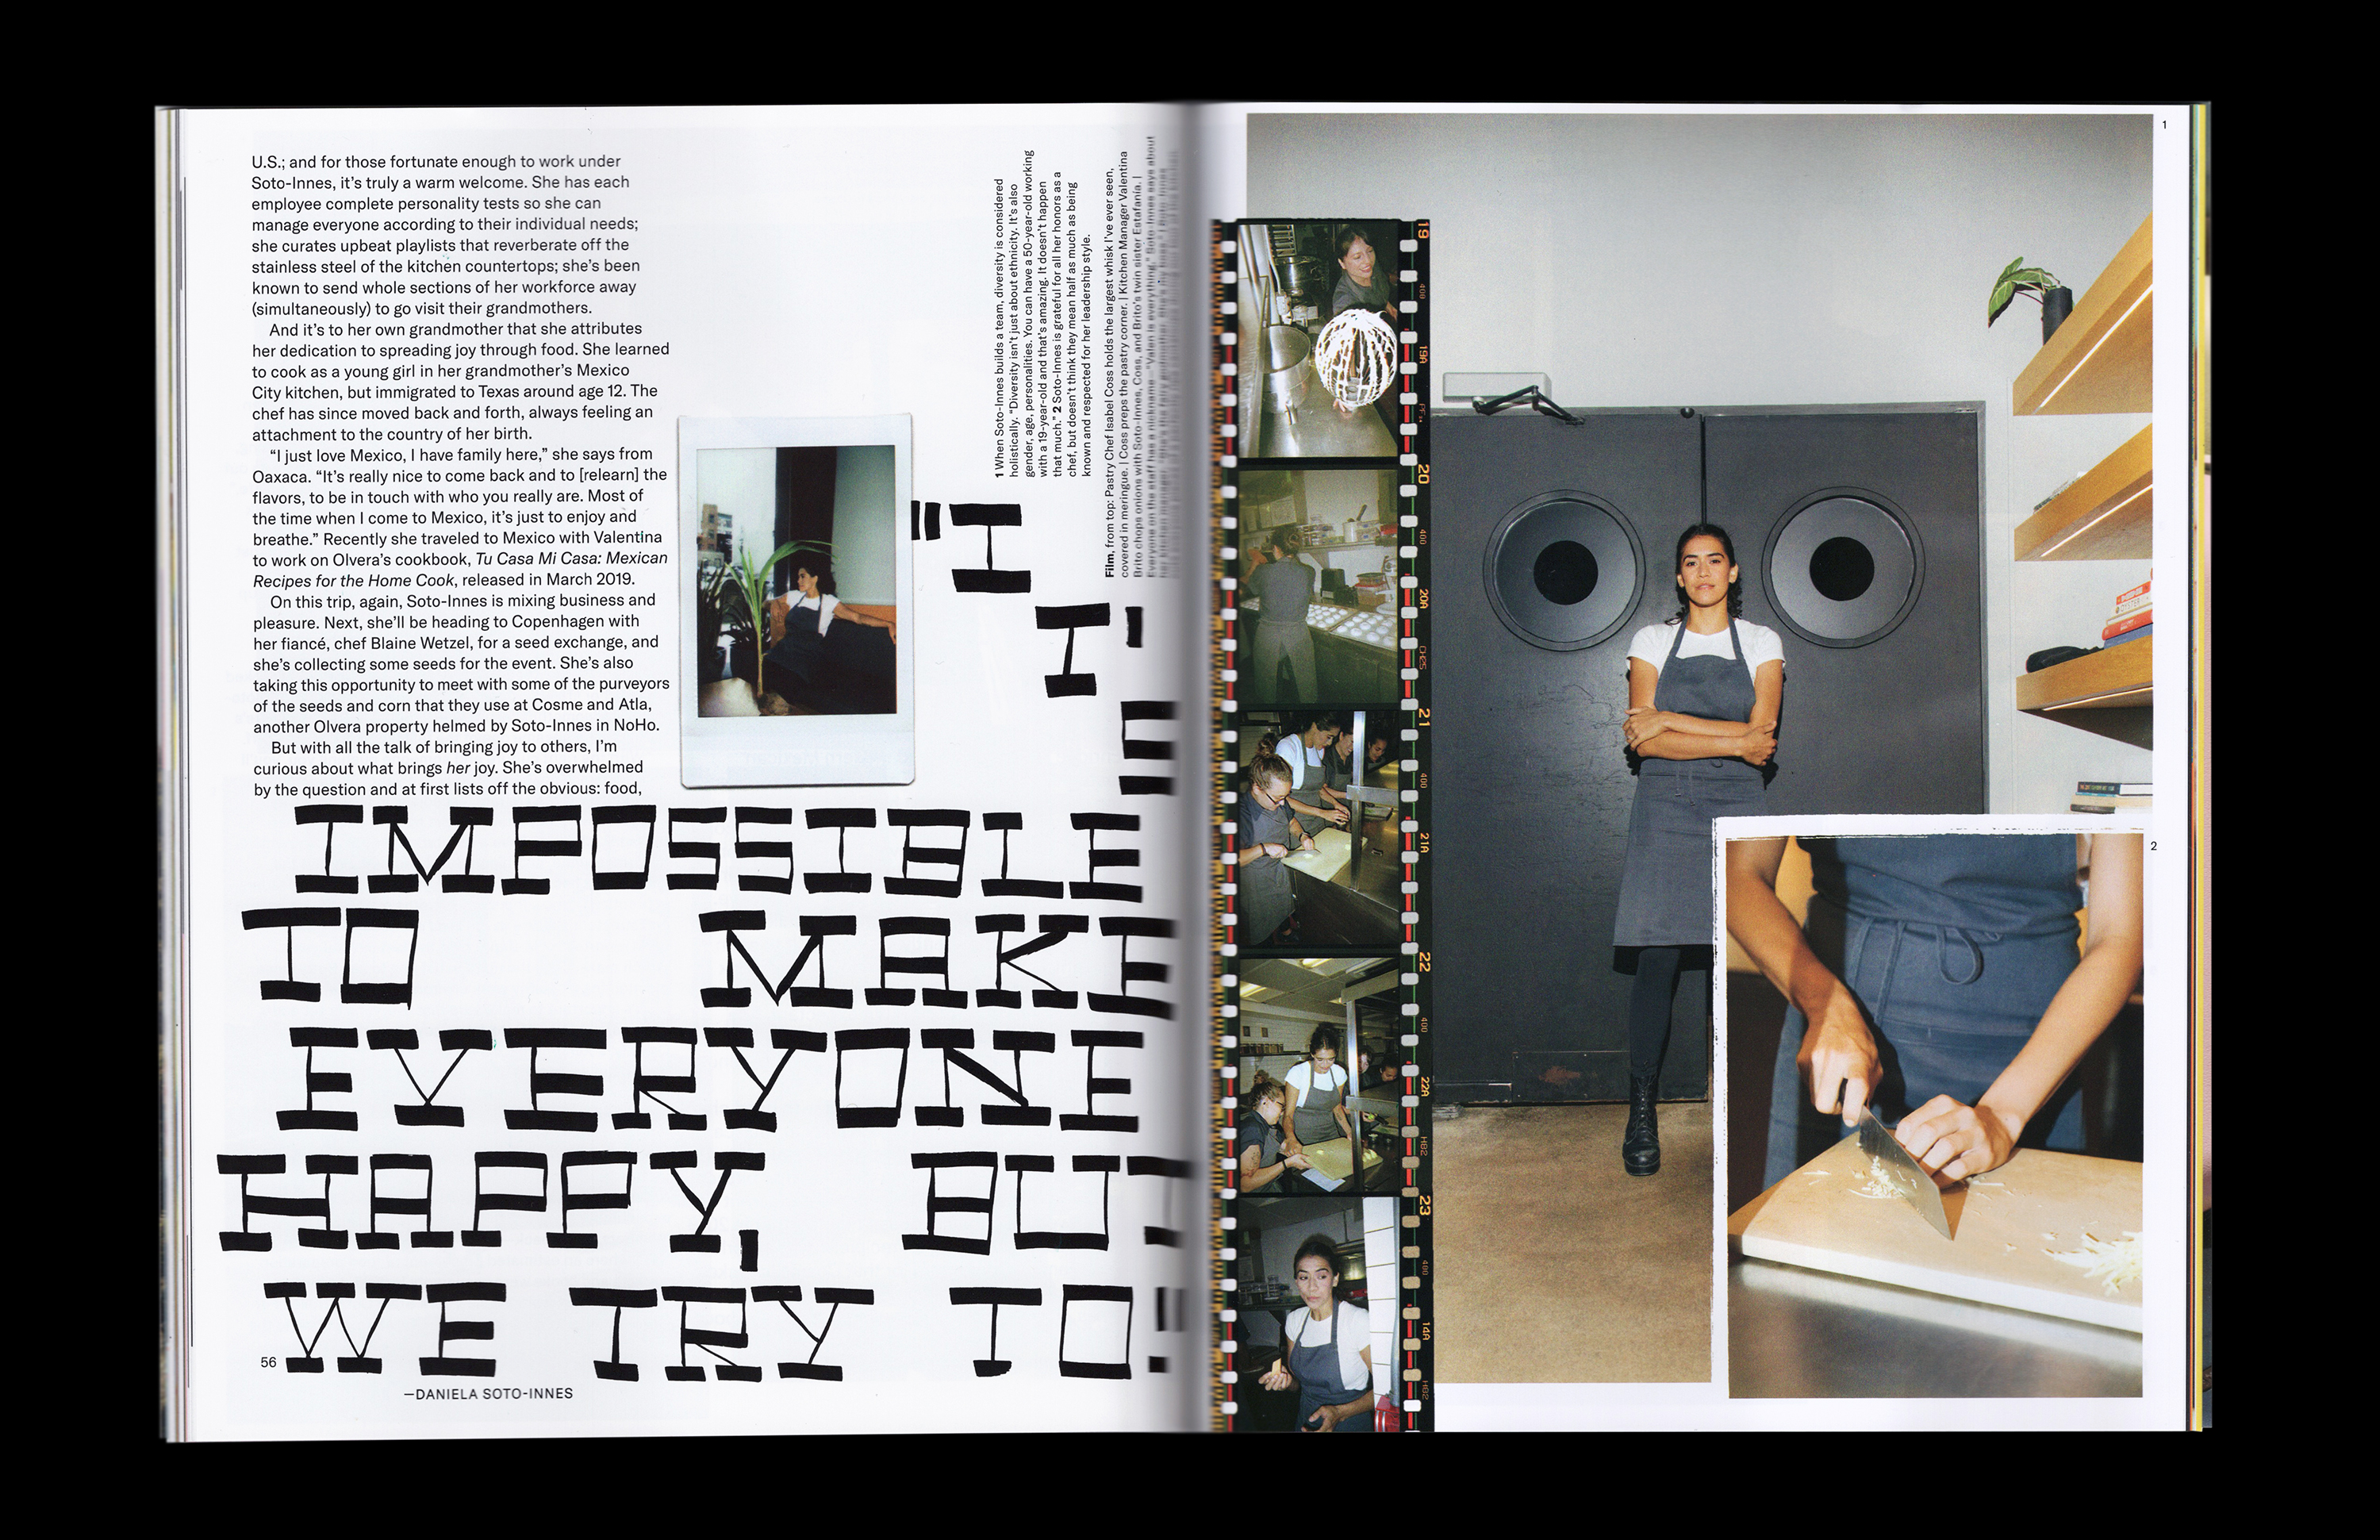 U.S.; and for those fortunate enough to work under
Soto-Innes, it's truly a warm welcome. She has each
employee complete personality tests so she can
manage everyone according to their individual needs;
she curates upbeat playlists that reverberate off the
stainless steel of the kitchen countertops; she's been
known to send whole sections of her workforce away
(simultaneously) to go visit their grandmothers.
And it's to her own grandmother that she attributes
her dedication to spreading joy through food. She learned
to cook as a young girl in her grandmother's Mexico
City kitchen, but immigrated to Texas around age 12. The
chef has since moved back and forth, always feeling an
attachment to the country of her birth.
“I just love Mexico, I have family here,” she says from
Oaxaca. “It's really nice to come back and to [relearn] the
flavors, to be in touch with who you really are. Most of
the time when I come to Mexico, it's just to enjoy and
breathe.” Recently she traveled to Mexico with Valentina
to work on Olvera's cookbook, Tu Casa Mi Casa: Mexican
Recipes for the Home Cook, released in March 2019.
On this trip, again, Soto-Innes is mixing business and
pleasure. Next, she'll be heading to Copenhagen with
her fiancé, chef Blaine Wetzel, for a seed exchange, and
she's collecting some seeds for the event. She's also
taking this opportunity to meet with some of the purveyors
of the seeds and corn that they use at Cosme and Atla,
another Olvera property helmed by Soto-Innes in NoHo.
But with all the talk of bringing joy to others, I'm
curious about what brings her joy. She's overwhelmed
by the question and at first lists off the obvious: food,
1 When Soto-Innes builds a team, diversity is considered
holistically. “Diversity isn't just about ethnicity. It's also
gender, age, personalities. You can have a 50-year-old working
with a 19-year-old and that's amazing. It doesn't happen
that much.” 2 Soto-Innes is grateful for all her honors as a
chef, but doesn't think they mean half as much as being
known and respected for her leadership style.
Film, from top: Pastry Chef Isabel Coss holds the largest whisk I've ever seen,
covered in meringue. | Coss preps the pastry corner. | Kitchen Manager Valentina
Brito chops onions with Soto-Innes, Coss, and Brito's twin sister Estafanía. |
Everyone on the staff has a nickname—“Valen is everything,” Soto-Innes says about
“I
I'
IMPOSSIBLE
TO MAKE
EVERYONE
HAPPY, BUT
WE TRY TO
56
—DANIELA SOTO-INNES
19
400
19A
20
400
20A
21
400
21A
22
400
22A
23
400
14A
1
2